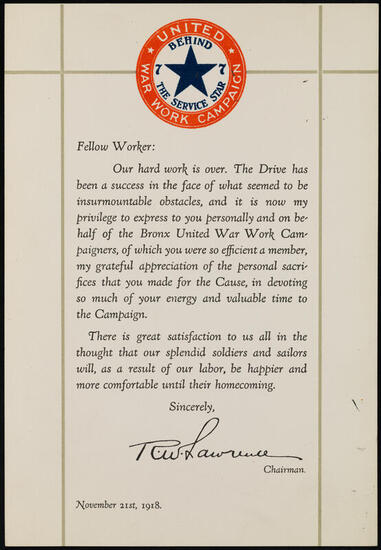 UNITED
WAR WORK CAMPAIGN
BEHIND
7 7
THE SERVICE STAR
Fellow Worker:
Our hard work is over. The Drive has
been a success in the face of what seemed to be
insurmountable obstacles, and it is now my
privilege to express to you personally and on be-
half of the Bronx United War Work Cam-
paigners, of which you were so efficient a member,
my grateful appreciation of the personal sacri-
fices that you made for the Cause, in devoting
so much of your energy and valuable time to
the Campaign.
There is great satisfaction to us all in the
thought that our splendid soldiers and sailors
will, as a result of our labor, be happier and
more comfortable until their homecoming.
Sincerely,
R.W. Lawrence
Chairman.
November 21st, 1918.